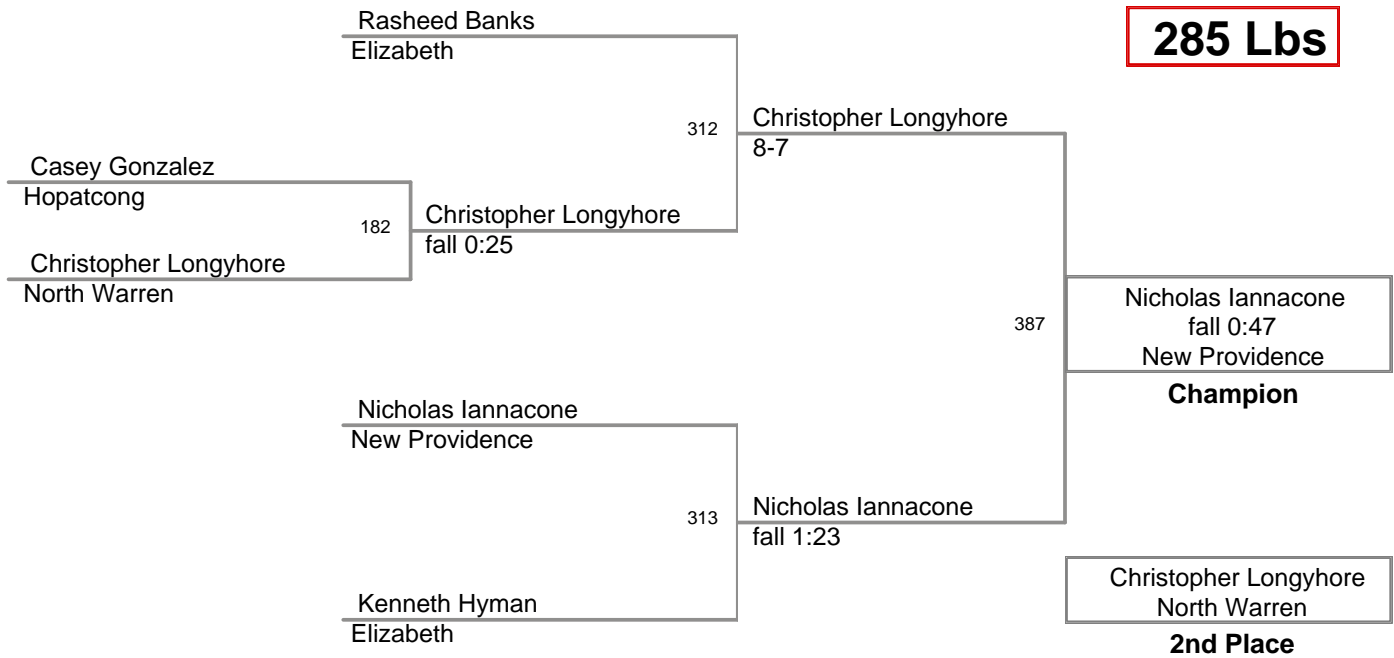 Rasheed Banks
Elizabeth
285 Lbs
312
Christopher Longyhore
8-7
Casey Gonzalez
Hopatcong
182
Christopher Longyhore
fall 0:25
Christopher Longyhore
North Warren
387
Nicholas Iannacone
fall 0:47
New Providence
Champion
Nicholas Iannacone
New Providence
313
Nicholas Iannacone
fall 1:23
Kenneth Hyman
Elizabeth
Christopher Longyhore
North Warren
2nd Place